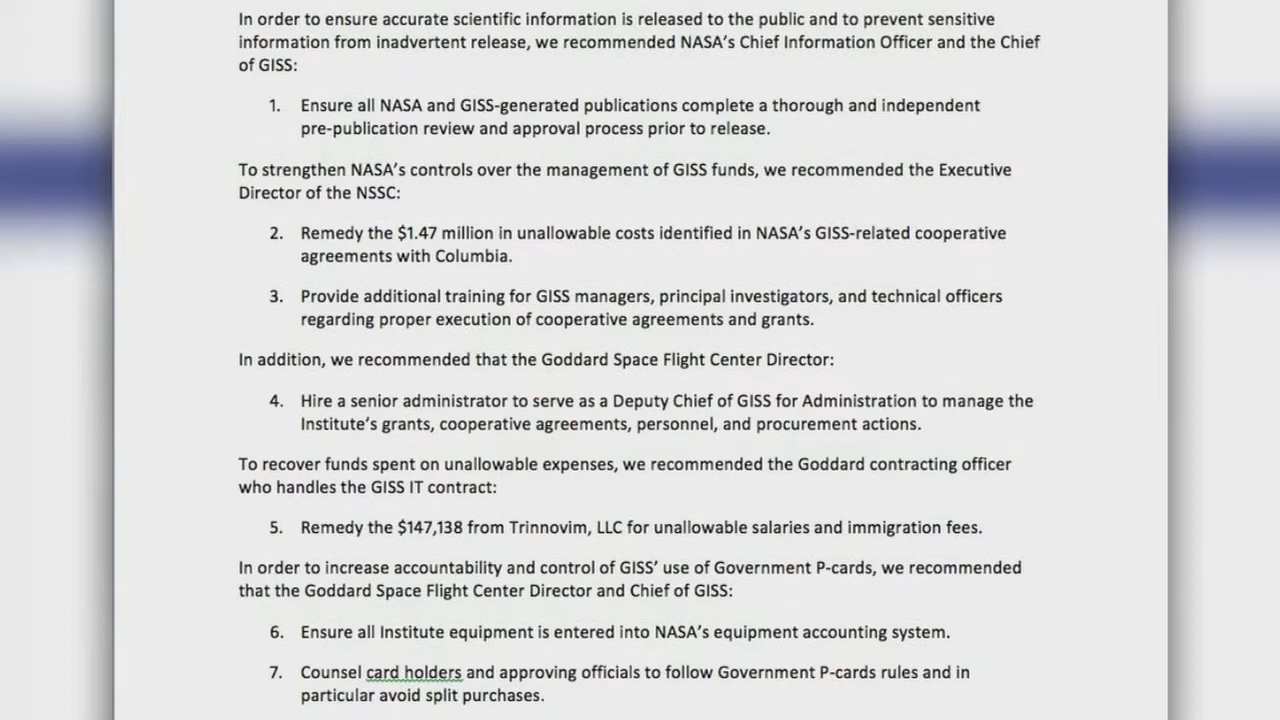 In order to ensure accurate scientific information is released to the public and to prevent sensitive
information from inadvertent release, we recommended NASA's Chief Information Officer and the Chief
of GISS:
1. Ensure all NASA and GISS-generated publications complete a thorough and independent
pre-publication review and approval process prior to release.
To strengthen NASA's controls over the management of GISS funds, we recommended the Executive
Director of the NSSC:
2. Remedy the $1.47 million in unallowable costs identified in NASA's GISS-related cooperative
agreements with Columbia.
3. Provide additional training for GISS managers, principal investigators, and technical officers
regarding proper execution of cooperative agreements and grants.
In addition, we recommended that the Goddard Space Flight Center Director:
4. Hire a senior administrator to serve as a Deputy Chief of GISS for Administration to manage the
Institute's grants, cooperative agreements, personnel, and procurement actions.
To recover funds spent on unallowable expenses, we recommended the Goddard contracting officer
who handles the GISS IT contract:
5. Remedy the $147,138 from Trinnovim, LLC for unallowable salaries and immigration fees.
In order to increase accountability and control of GISS' use of Government P-cards, we recommended
that the Goddard Space Flight Center Director and Chief of GISS:
6. Ensure all Institute equipment is entered into NASA's equipment accounting system.
7. Counsel card holders and approving officials to follow Government P-cards rules and in
particular avoid split purchases.